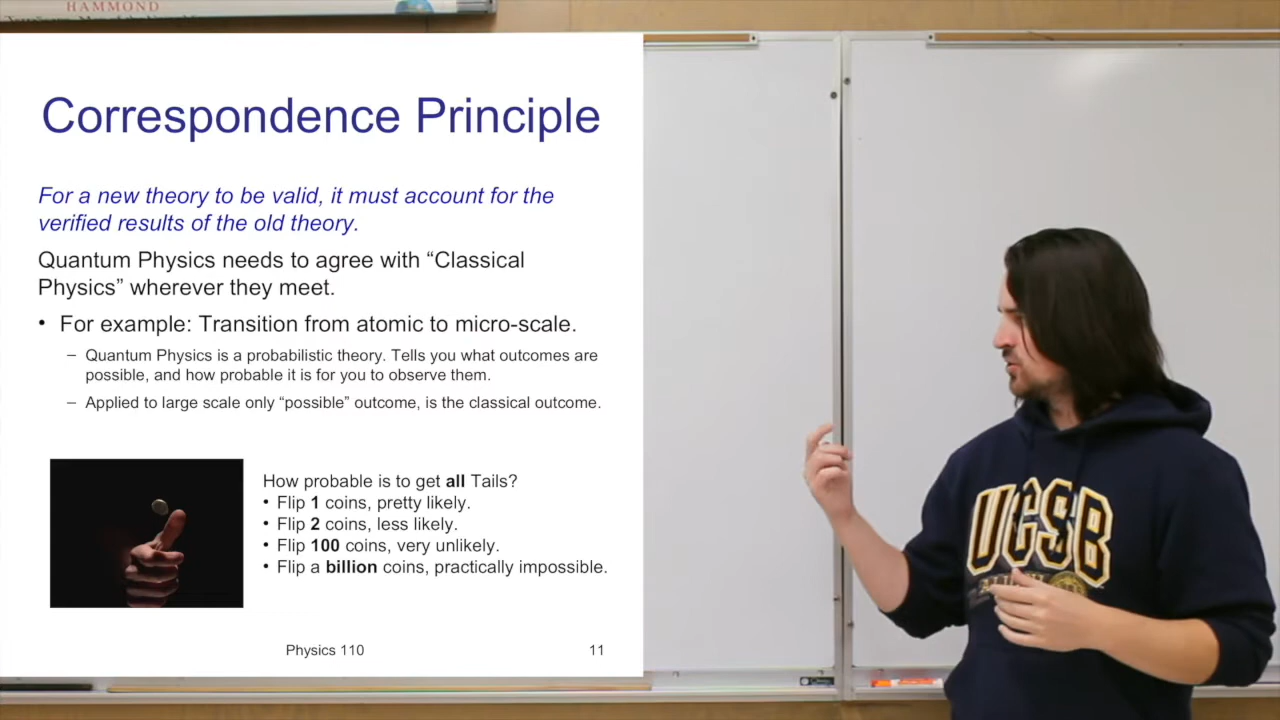 HAMMOND
Correspondence Principle
For a new theory to be valid, it must account for the
verified results of the old theory.
Quantum Physics needs to agree with “Classical
Physics” wherever they meet.
• For example: Transition from atomic to micro-scale.
– Quantum Physics is a probabilistic theory. Tells you what outcomes are
possible, and how probable it is for you to observe them.
– Applied to large scale only “possible” outcome, is the classical outcome.
How probable is to get all Tails?
• Flip 1 coins, pretty likely.
• Flip 2 coins, less likely.
• Flip 100 coins, very unlikely.
• Flip a billion coins, practically impossible.
Physics 110
11
UCSB